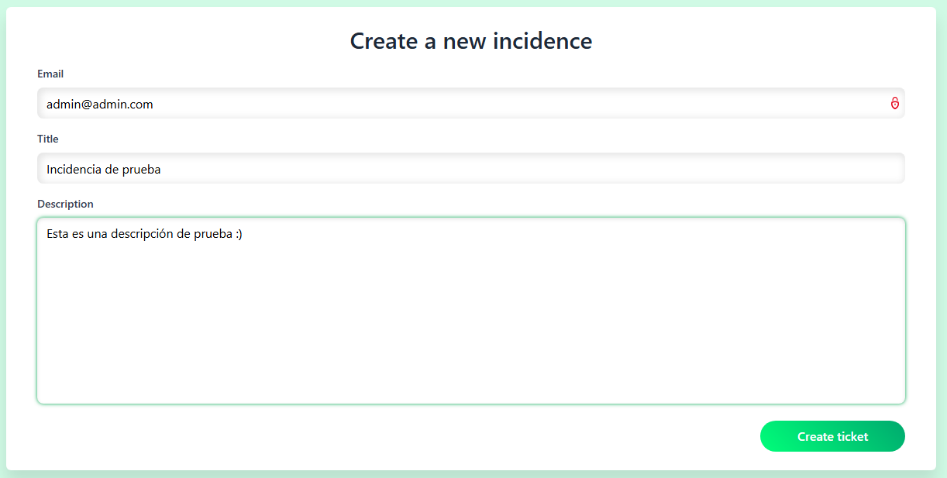 Create a new incidence
Email
admin@admin.com
Title
Incidencia de prueba
Description
Esta es una descripción de prueba :)
Create ticket